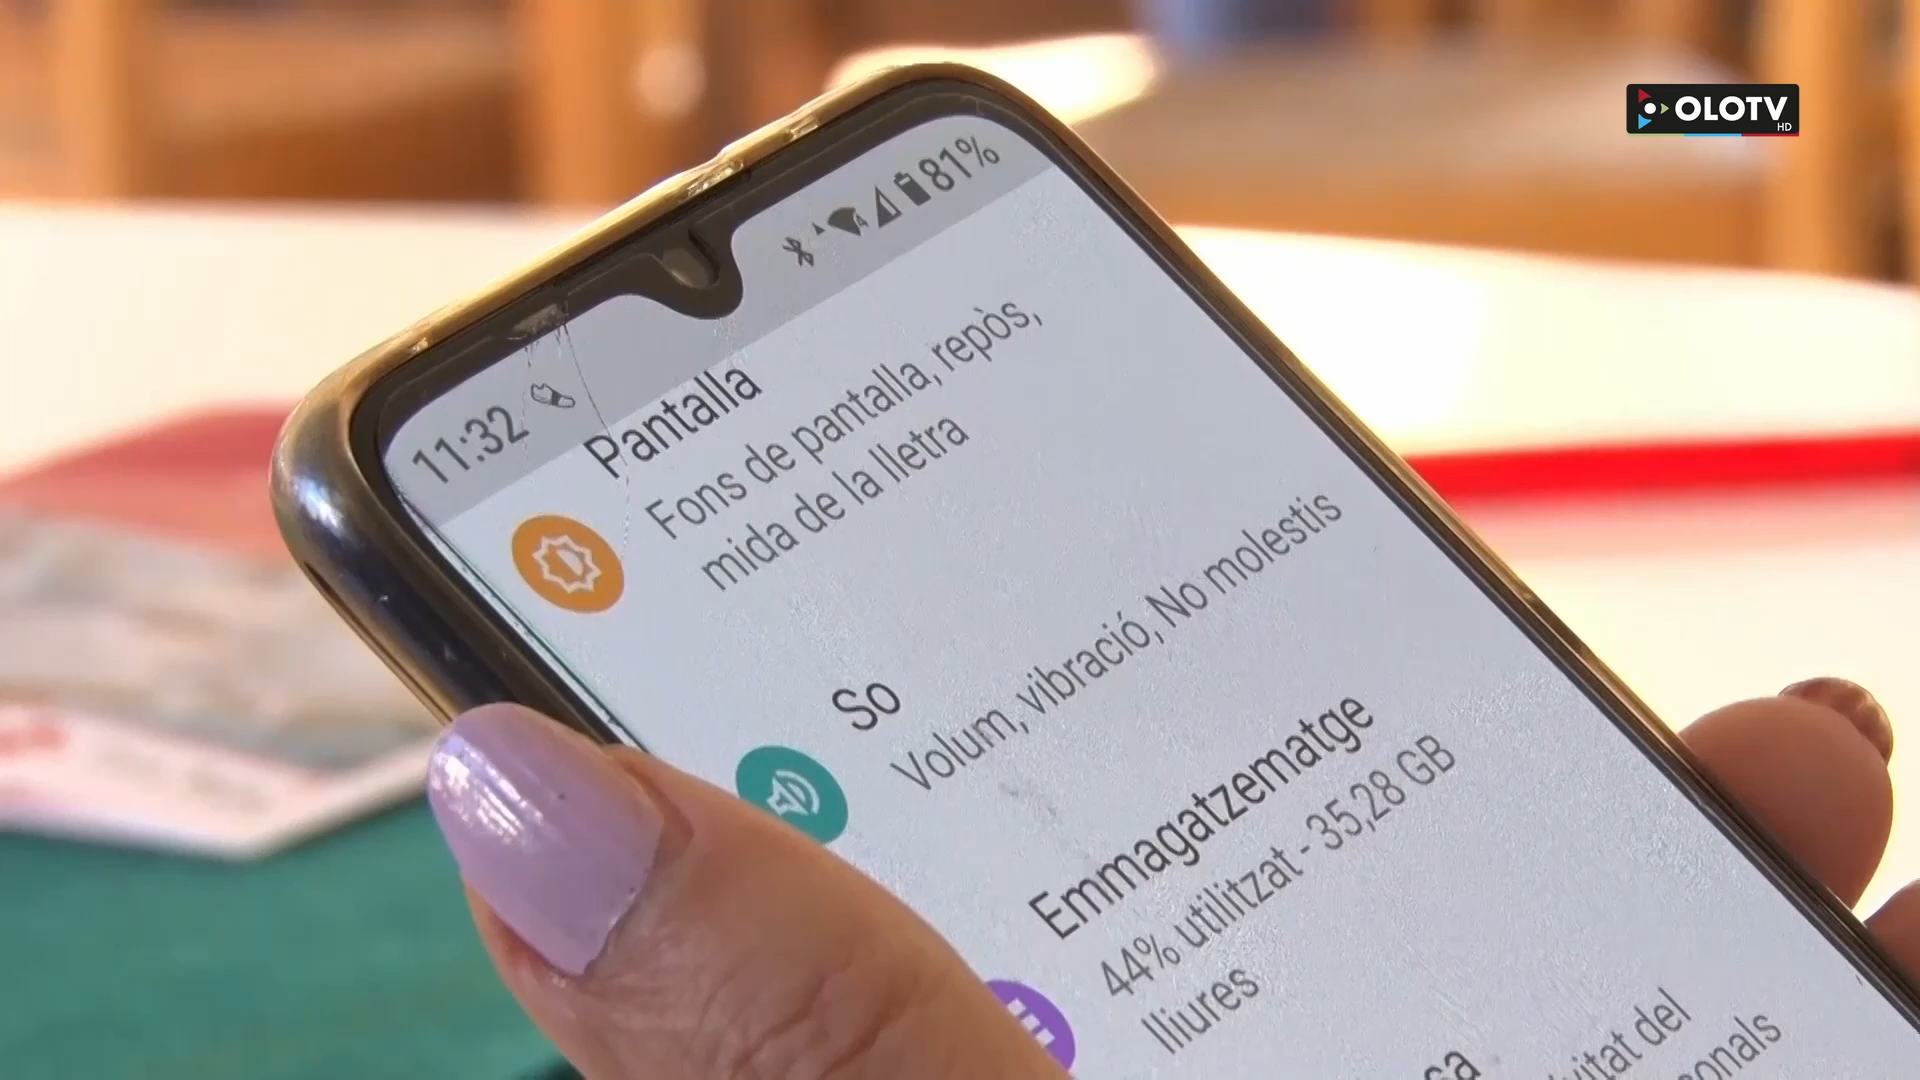 OLOTV
HD
11:32
81%
Pantalla
Fons de pantalla, repòs,
mida de la lletra
So
Volum, vibració, No molestis
Emmagatzematge
44% utilitzat - 35,28 GB
lliures
del